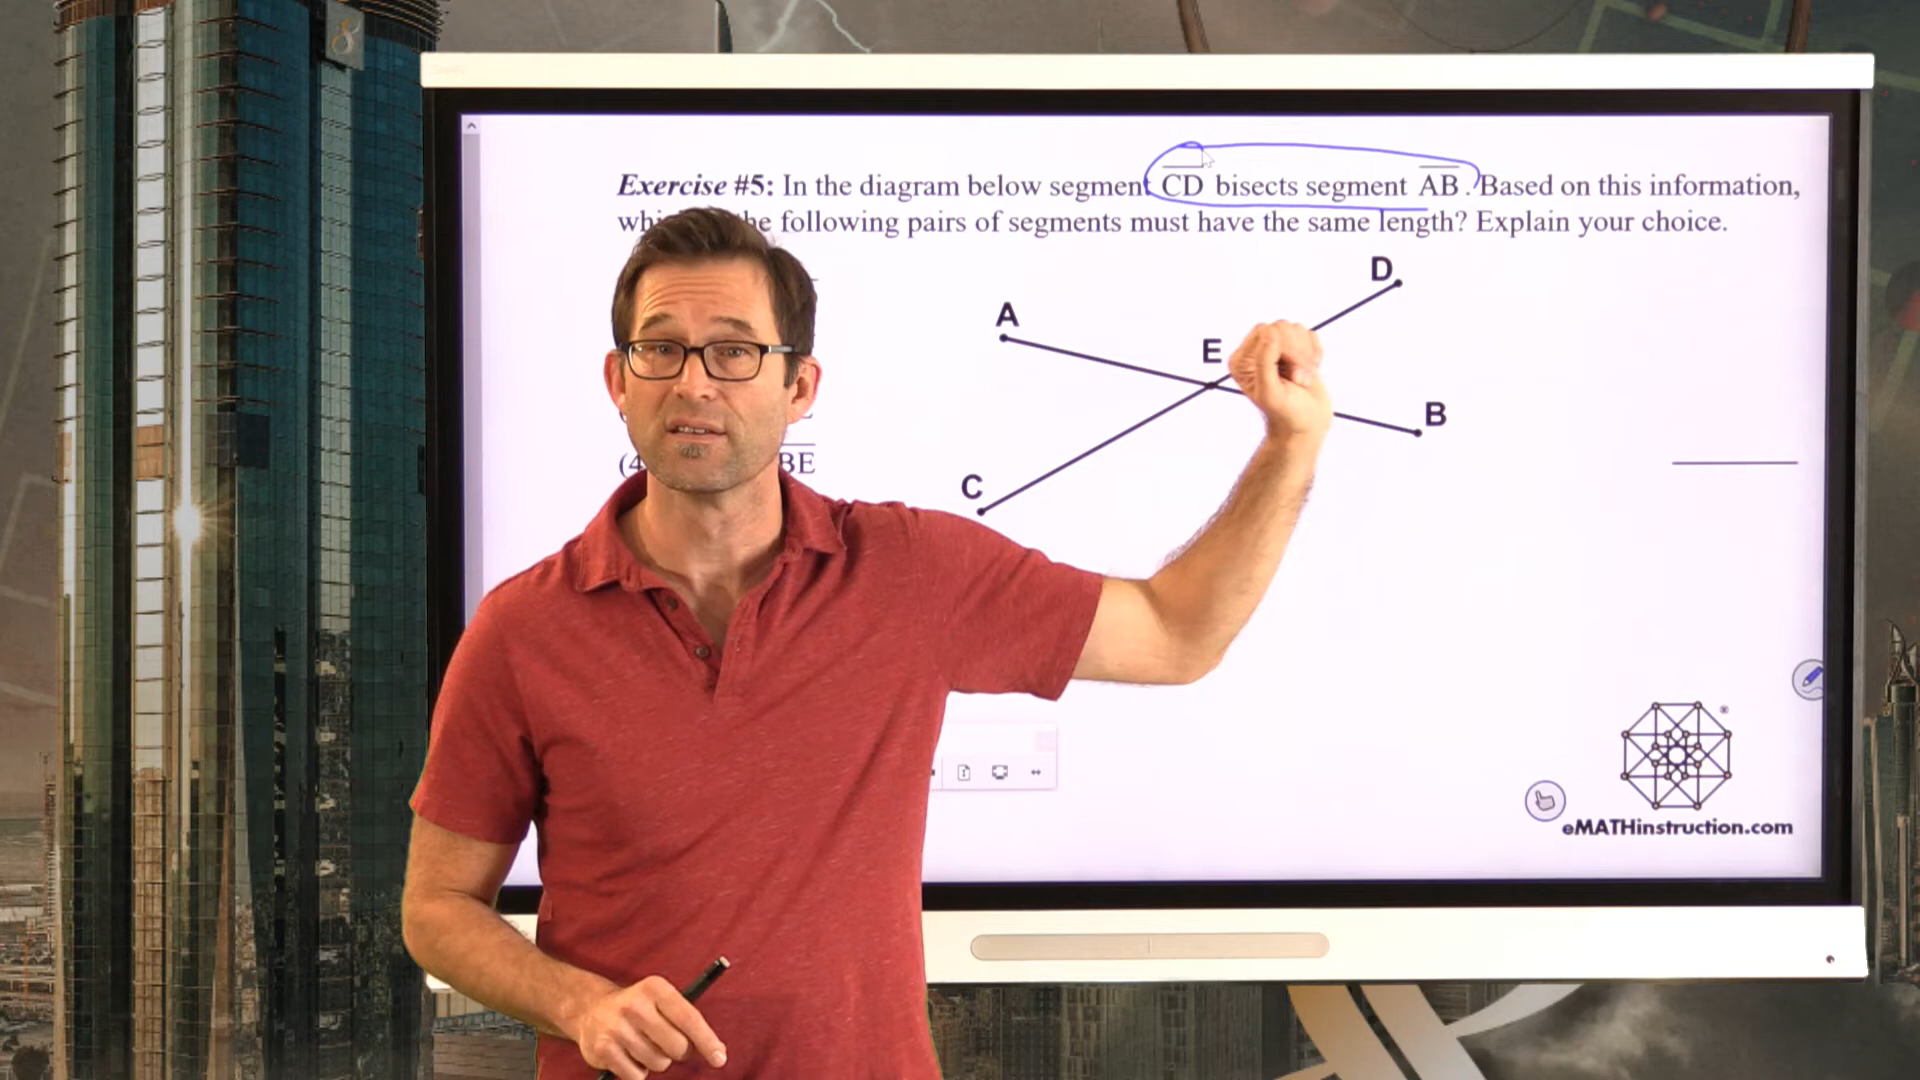 Exercise #5: In the diagram below segment CD bisects segment AB. Based on this information,
the following pairs of segments must have the same length? Explain your choice.
D
A
E
B
(4 BE
C
eMATHinstruction.com